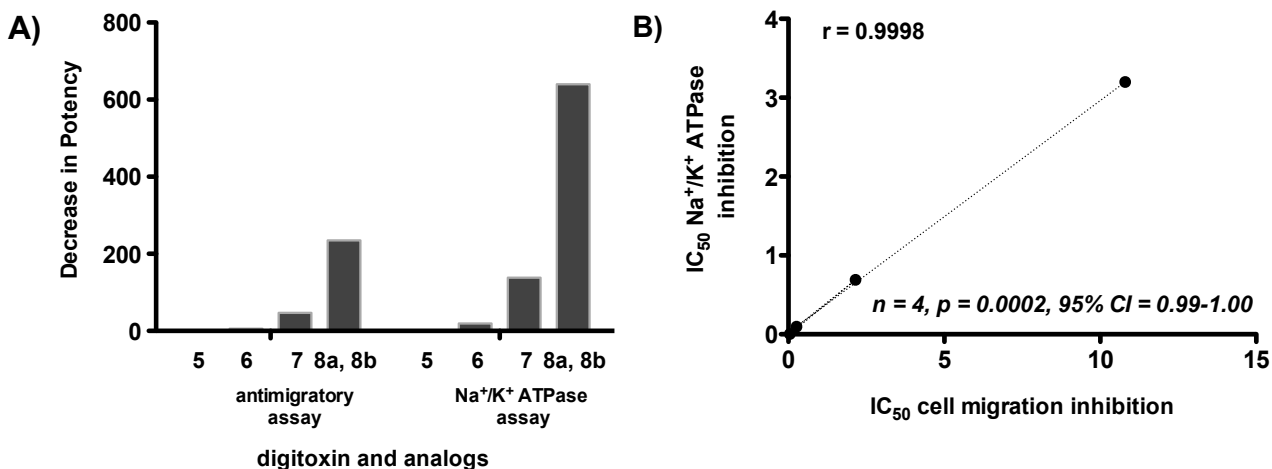 A)
800
600
400
200
0
Decrease in Potency
5 6 7 8a, 8b 5 6 7 8a, 8b
antimigratory
assay
Na⁺/K⁺ ATPase
assay
digitoxin and analogs
B)
r = 0.9998
4
3
2
1
0
IC₅₀ Na⁺/K⁺ ATPase
inhibition
n = 4, p = 0.0002, 95% CI = 0.99-1.00
0 5 10 15
IC₅₀ cell migration inhibition